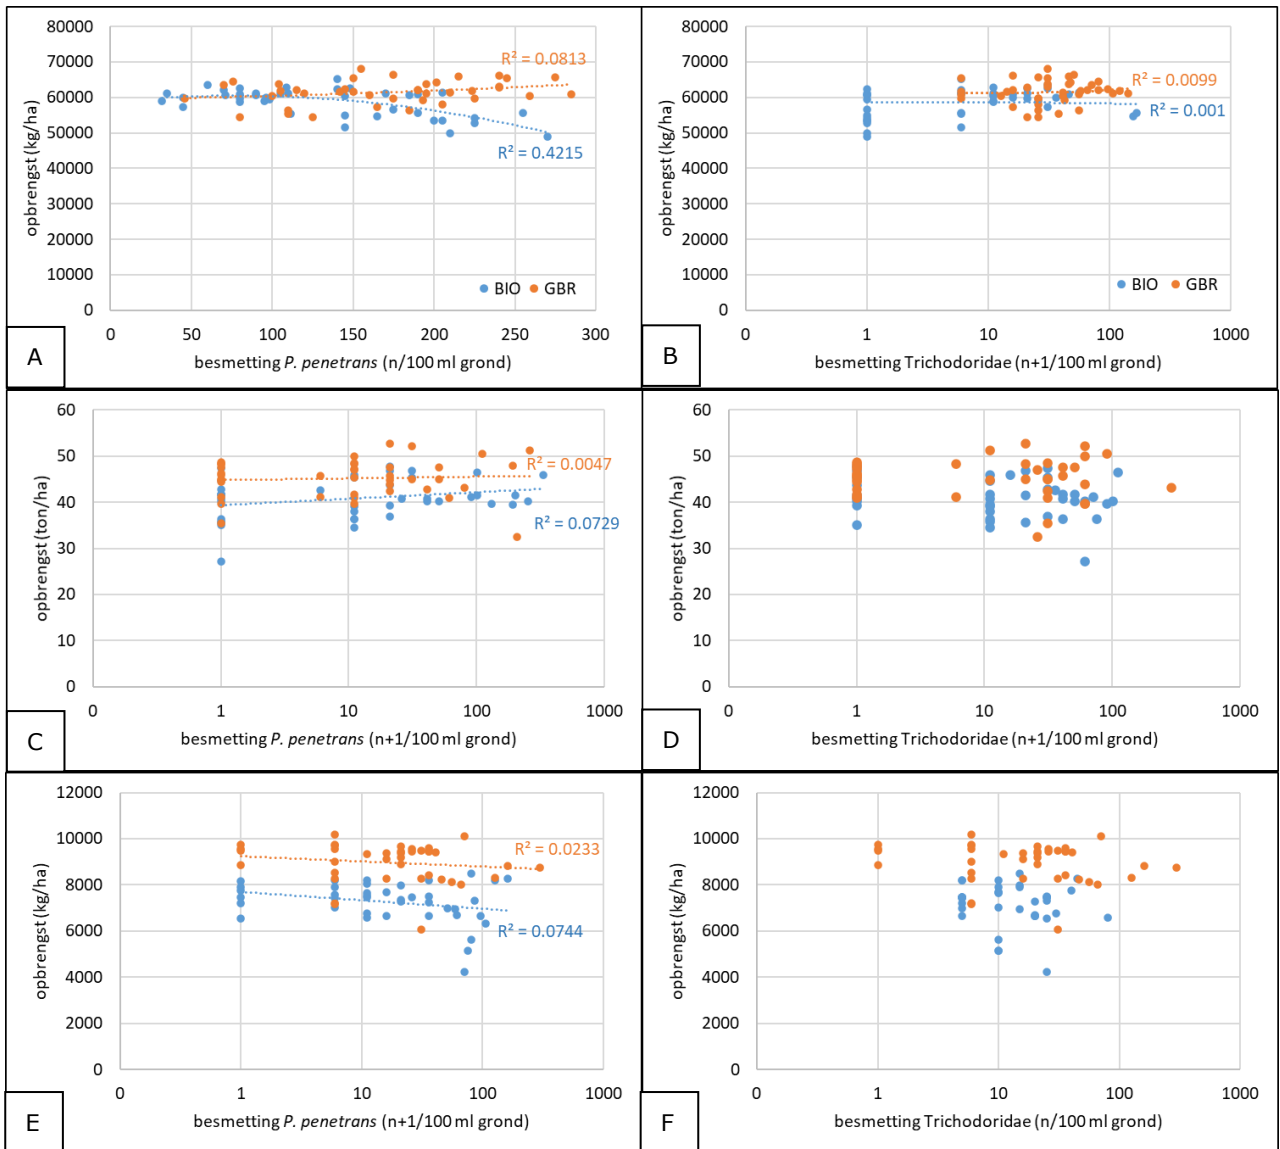 80000
70000
60000
50000
40000
30000
20000
10000
0
opbrengst (kg/ha)
R² = 0.0813
R² = 0.4215
BIO GBR
0 50 100 150 200 250 300
besmetting P. penetrans (n/100 ml grond)
A
80000
70000
60000
50000
40000
30000
20000
10000
0
opbrengst (kg/ha)
R² = 0.0099
R² = 0.001
BIO GBR
0 1 10 100 1000
besmetting Trichodoridae (n+1/100 ml grond)
B
60
50
40
30
20
10
0
opbrengst (ton/ha)
R² = 0.0047
R² = 0.0729
0 1 10 100 1000
besmetting P. penetrans (n+1/100 ml grond)
C
60
50
40
30
20
10
0
opbrengst (ton/ha)
0 1 10 100 1000
besmetting Trichodoridae (n+1/100 ml grond)
D
12000
10000
8000
6000
4000
2000
0
opbrengst (kg/ha)
R² = 0.0233
R² = 0.0744
0 1 10 100 1000
besmetting P. penetrans (n+1/100 ml grond)
E
12000
10000
8000
6000
4000
2000
0
opbrengst (kg/ha)
0 1 10 100 1000
besmetting Trichodoridae (n/100 ml grond)
F